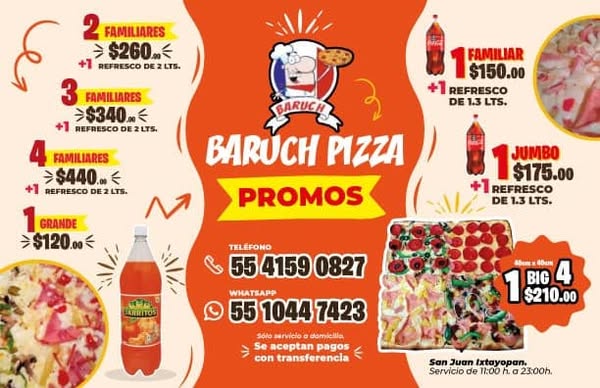 2 FAMILIARES
$260.00
+1 REFRESCO DE 2 LTS.
3 FAMILIARES
$340.00
+1 REFRESCO DE 2 LTS.
4 FAMILIARES
$440.00
+1 REFRESCO DE 2 LTS.
1 GRANDE
$120.00
JARRITOS
BARUCH
BARUCH PIZZA
PROMOS
TELÉFONO
55 4159 0827
WHATSAPP
55 1044 7423
Sólo servicio a domicilio.
Se aceptan pagos
con transferencia
1 FAMILIAR
$150.00
+1 REFRESCO
DE 1.3 LTS.
1 JUMBO
$175.00
+1 REFRESCO
DE 1.3 LTS.
40cm x 40cm
1 BIG 4
$210.00
San Juan Ixtayopan.
Servicio de 11:00 h. a 23:00h.